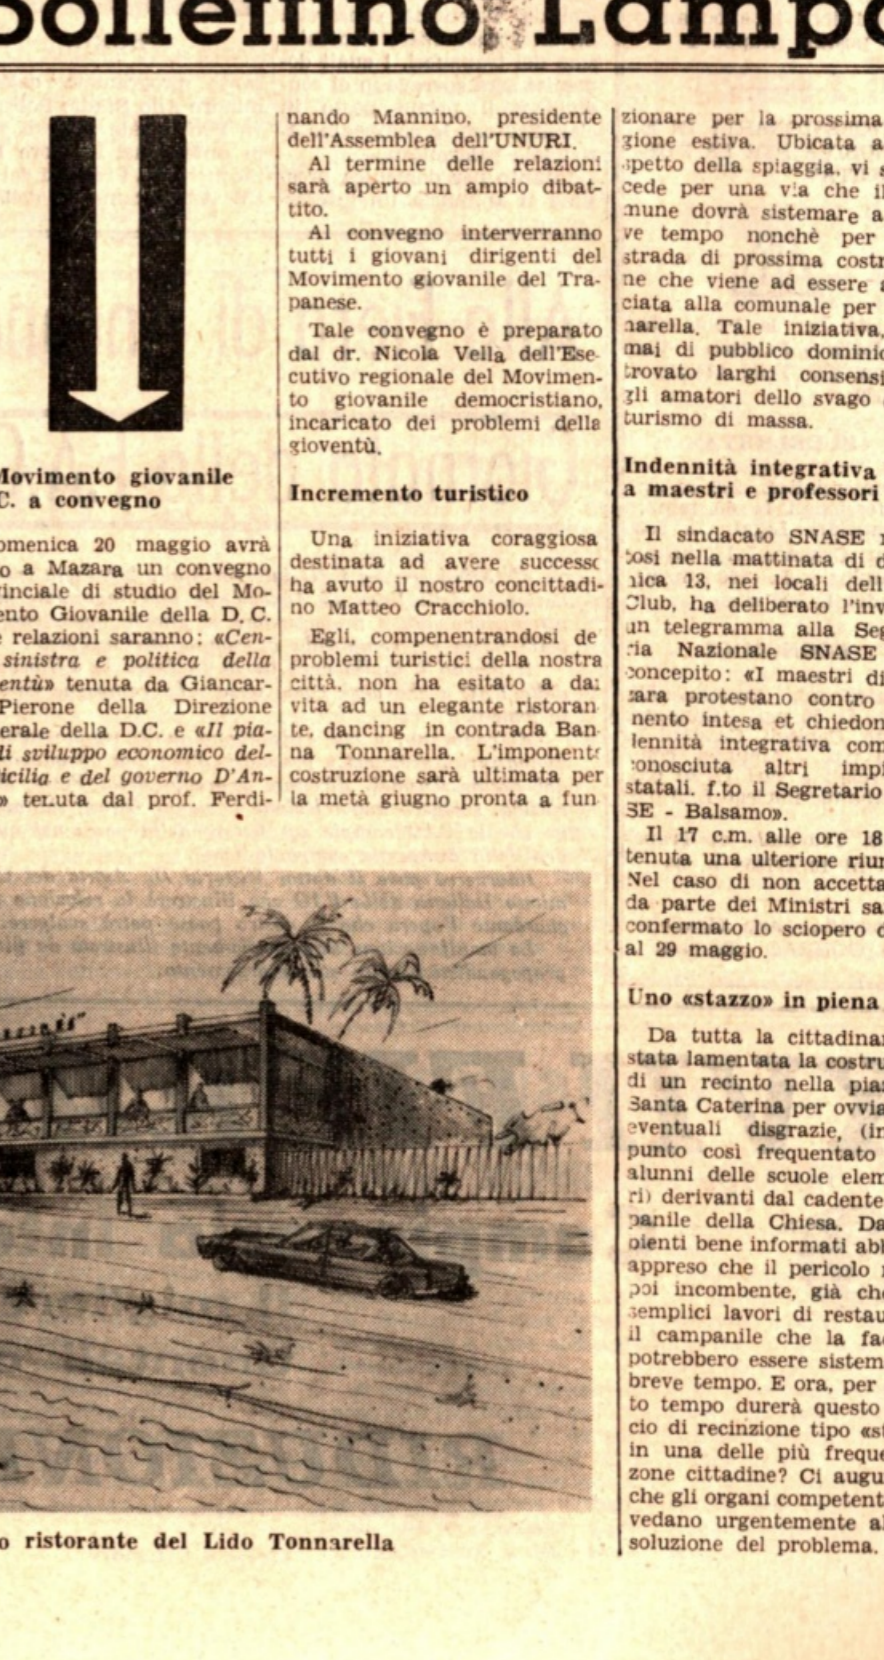 Bollettino Lampo
Movimento giovanile
C. a convegno
omenica 20 maggio avrà
o a Mazara un convegno
inciale di studio del Mo-
ento Giovanile della D.C.
e relazioni saranno: «Cen-
sinistra e politica della
entù» tenuta da Giancar-
Pierone della Direzione
erale della D.C. e «Il pia-
di sviluppo economico del-
icilia e del governo D'An-
» tenuta dal prof. Ferdi-
nando Mannino, presidente
dell'Assemblea dell'UNURI.
Al termine delle relazioni
sarà aperto un ampio dibat-
tito.
Al convegno interverranno
tutti i giovani dirigenti del
Movimento giovanile del Tra-
panese.
Tale convegno è preparato
dal dr. Nicola Vella dell'Ese-
cutivo regionale del Movimen-
to giovanile democristiano,
incaricato dei problemi della
gioventù.
Incremento turistico
Una iniziativa coraggiosa
destinata ad avere success
ha avuto il nostro concittadi-
no Matteo Cracchiolo.
Egli, compenentrandosi de
problemi turistici della nostra
città, non ha esitato a da
vita ad un elegante ristoran
te, dancing in contrada Ban
na Tonnarella. L'imponent
costruzione sarà ultimata per
la metà giugno pronta a fun
zionare per la prossima
gione estiva. Ubicata a
spetto della spiaggia, vi s
cede per una via che il
mune dovrà sistemare a
ve tempo nonchè per
strada di prossima costr
ne che viene ad essere a
ciata alla comunale per
narella. Tale iniziativa,
mai di pubblico dominio
trovato larghi consensi
gli amatori dello svago
turismo di massa.
Indennità integrativa
a maestri e professori
Il sindacato SNASE r
tosi nella mattinata di d
nica 13, nei locali dell
Club, ha deliberato l'inv
un telegramma alla Seg
ria Nazionale SNASE
concepito: «I maestri di
zara protestano contro
nento intesa et chiedon
lennità integrativa com
conosciuta altri impi
statali. f.to il Segretario
SE - Balsamo».
Il 17 c.m. alle ore 18
tenuta una ulteriore riun
Nel caso di non accetta
da parte dei Ministri sa
confermato lo sciopero d
al 29 maggio.
Uno «stazzo» in piena
Da tutta la cittadinan
stata lamentata la costru
di un recinto nella piaz
Santa Caterina per ovvia
eventuali disgrazie, (in
punto così frequentato
alunni delle scuole elem
ri) derivanti dal cadente
panile della Chiesa. Da
bienti bene informati abb
appreso che il pericolo n
poi incombente, già che
semplici lavori di restau
il campanile che la fac
potrebbero essere sistem
breve tempo. E ora, per
to tempo durerà questo
cio di recinzione tipo «st
in una delle più freque
zone cittadine? Ci augu
che gli organi competent
vedano urgentemente al
soluzione del problema.
o ristorante del Lido Tonnarella